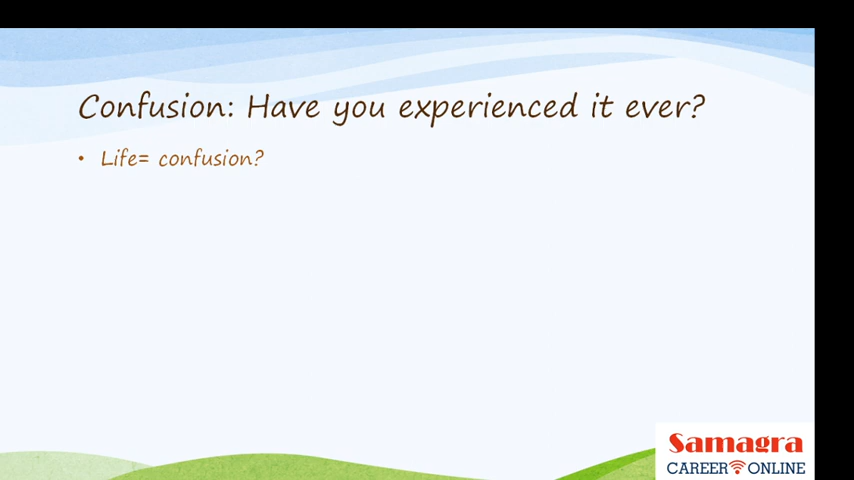 Confusion: Have you experienced it ever?
• Life= confusion?
Samagra
CAREER ONLINE